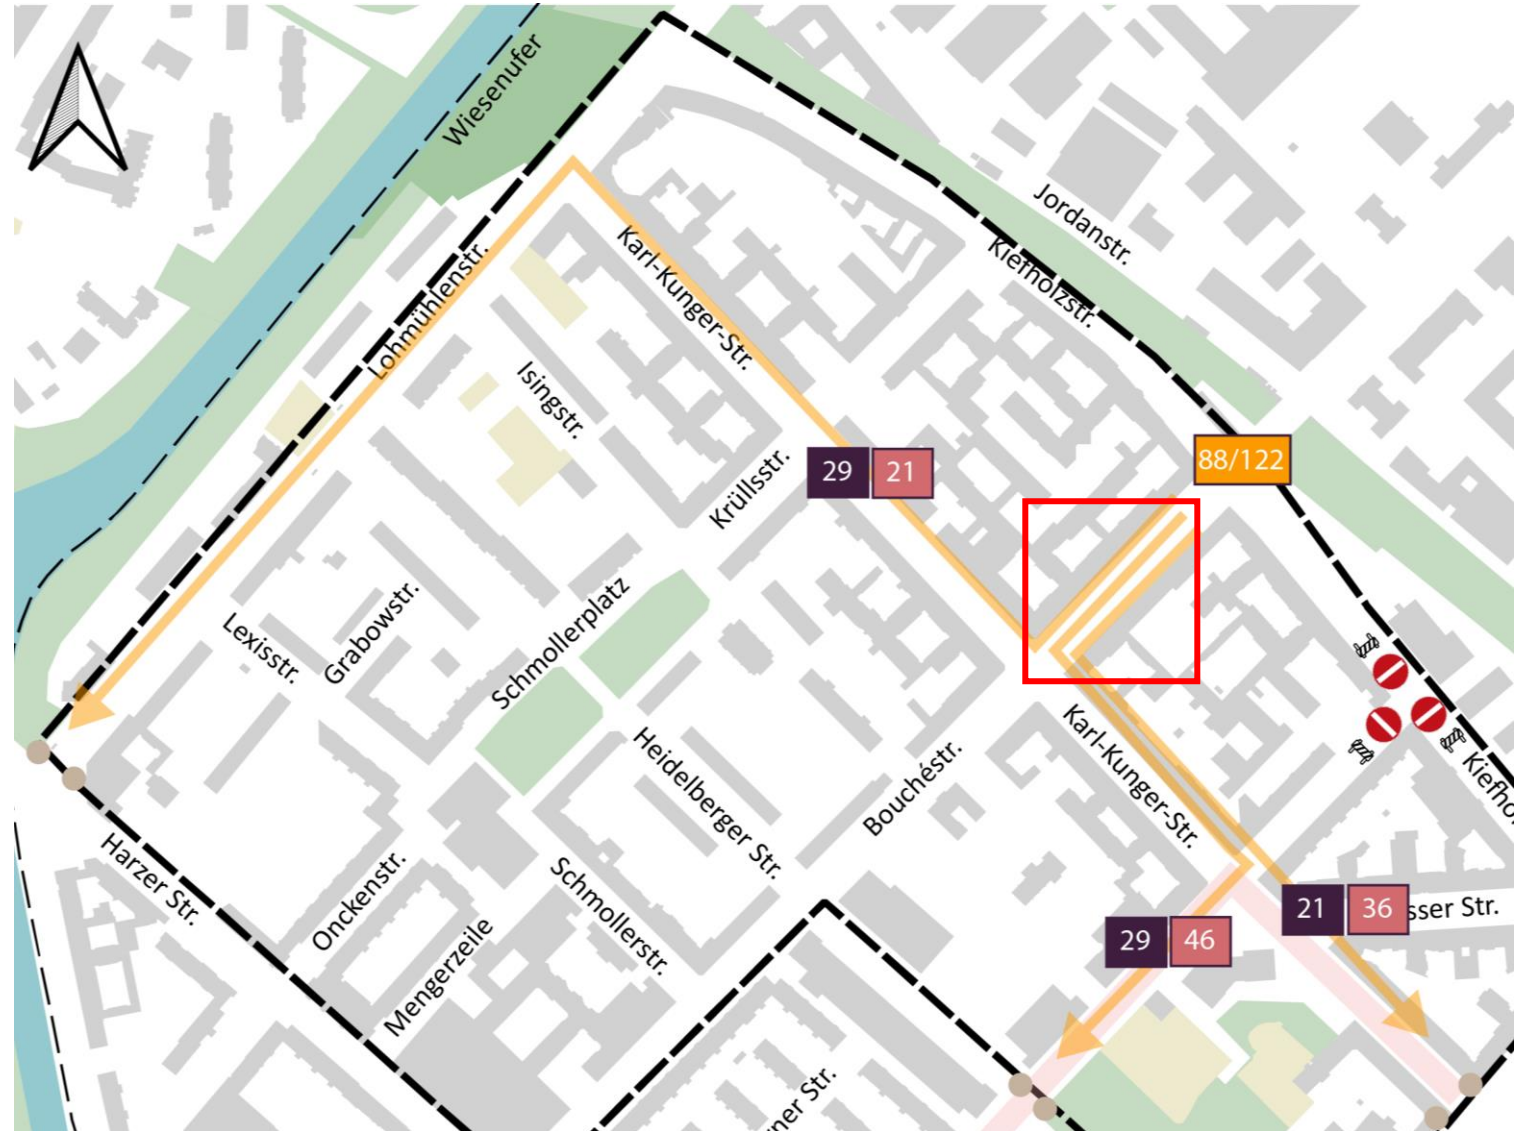 Wiesenufer
Jordanstr.
Kiefholzstr.
Karl-Kunger-Str.
Lohmühlenstr.
Isingstr.
Krüllsstr.
29 21
88/122
Grabowstr.
Lexisstr.
Schmollerplatz
Heidelberger Str.
Bouchéstr.
Karl-Kunger-Str.
Kiefho
Harzer Str.
Onckenstr.
Schmollerstr.
Mengerzeile
21 36
sser Str.
29 46
ner Str.